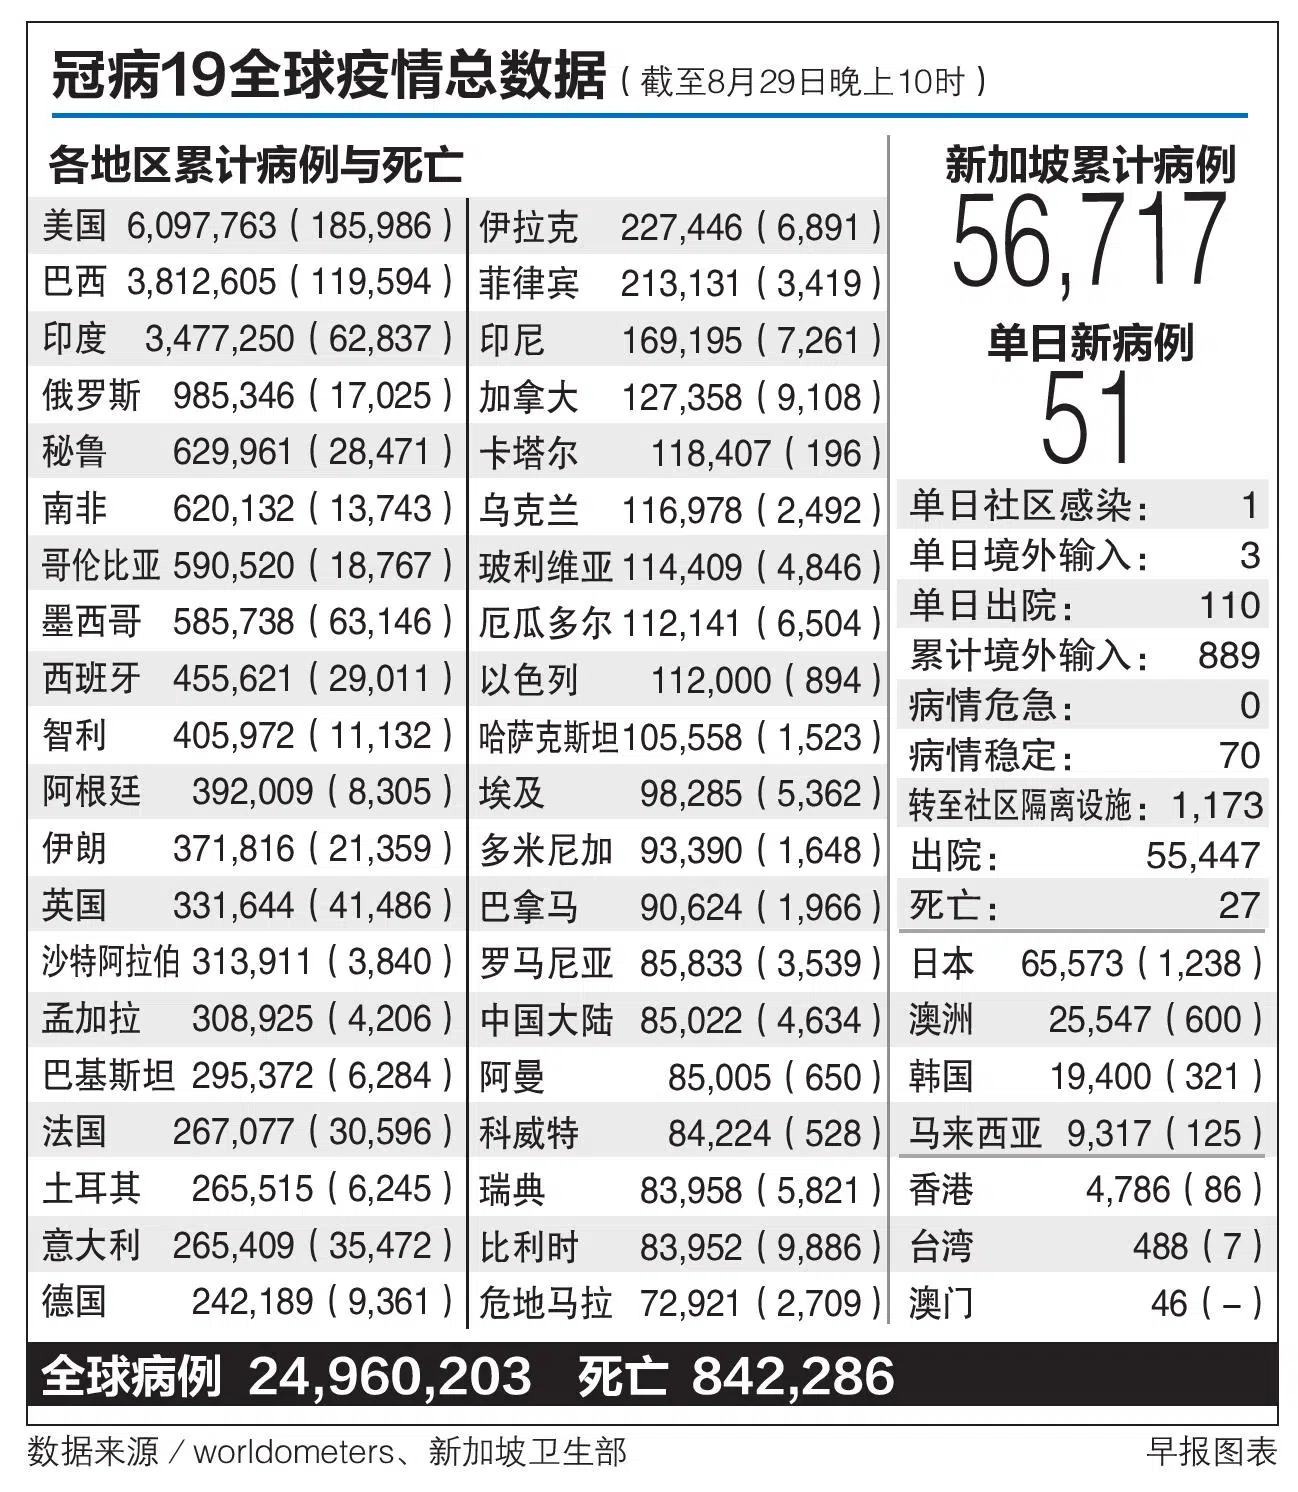 冠病19全球疫情总数据（截至8月29日晚上10时）
各地区累计病例与死亡
美国 6,097,763（185,986）
巴西 3,812,605（119,594）
印度 3,477,250（62,837）
俄罗斯 985,346（17,025）
秘鲁 629,961（28,471）
南非 620,132（13,743）
哥伦比亚 590,520（18,767）
墨西哥 585,738（63,146）
西班牙 455,621（29,011）
智利 405,972（11,132）
阿根廷 392,009（8,305）
伊朗 371,816（21,359）
英国 331,644（41,486）
沙特阿拉伯 313,911（3,840）
孟加拉 308,925（4,206）
巴基斯坦 295,372（6,284）
法国 267,077（30,596）
土耳其 265,515（6,245）
意大利 265,409（35,472）
德国 242,189（9,361）
伊拉克 227,446（6,891）
菲律宾 213,131（3,419）
印尼 169,195（7,261）
加拿大 127,358（9,108）
卡塔尔 118,407（196）
乌克兰 116,978（2,492）
玻利维亚 114,409（4,846）
厄瓜多尔 112,141（6,504）
以色列 112,000（894）
哈萨克斯坦 105,558（1,523）
埃及 98,285（5,362）
多米尼加 93,390（1,648）
巴拿马 90,624（1,966）
罗马尼亚 85,833（3,539）
中国大陆 85,022（4,634）
阿曼 85,005（650）
科威特 84,224（528）
瑞典 83,958（5,821）
比利时 83,952（9,886）
危地马拉 72,921（2,709）
新加坡累计病例
56,717
单日新病例
51
单日社区感染： 1
单日境外输入： 3
单日出院： 110
累计境外输入： 889
病情危急： 0
病情稳定： 70
转至社区隔离设施： 1,173
出院： 55,447
死亡： 27
日本 65,573（1,238）
澳洲 25,547（600）
韩国 19,400（321）
马来西亚 9,317（125）
香港 4,786（86）
台湾 488（7）
澳门 46（–）
全球病例 24,960,203 死亡 842,286
数据来源／worldometers、新加坡卫生部
早报图表